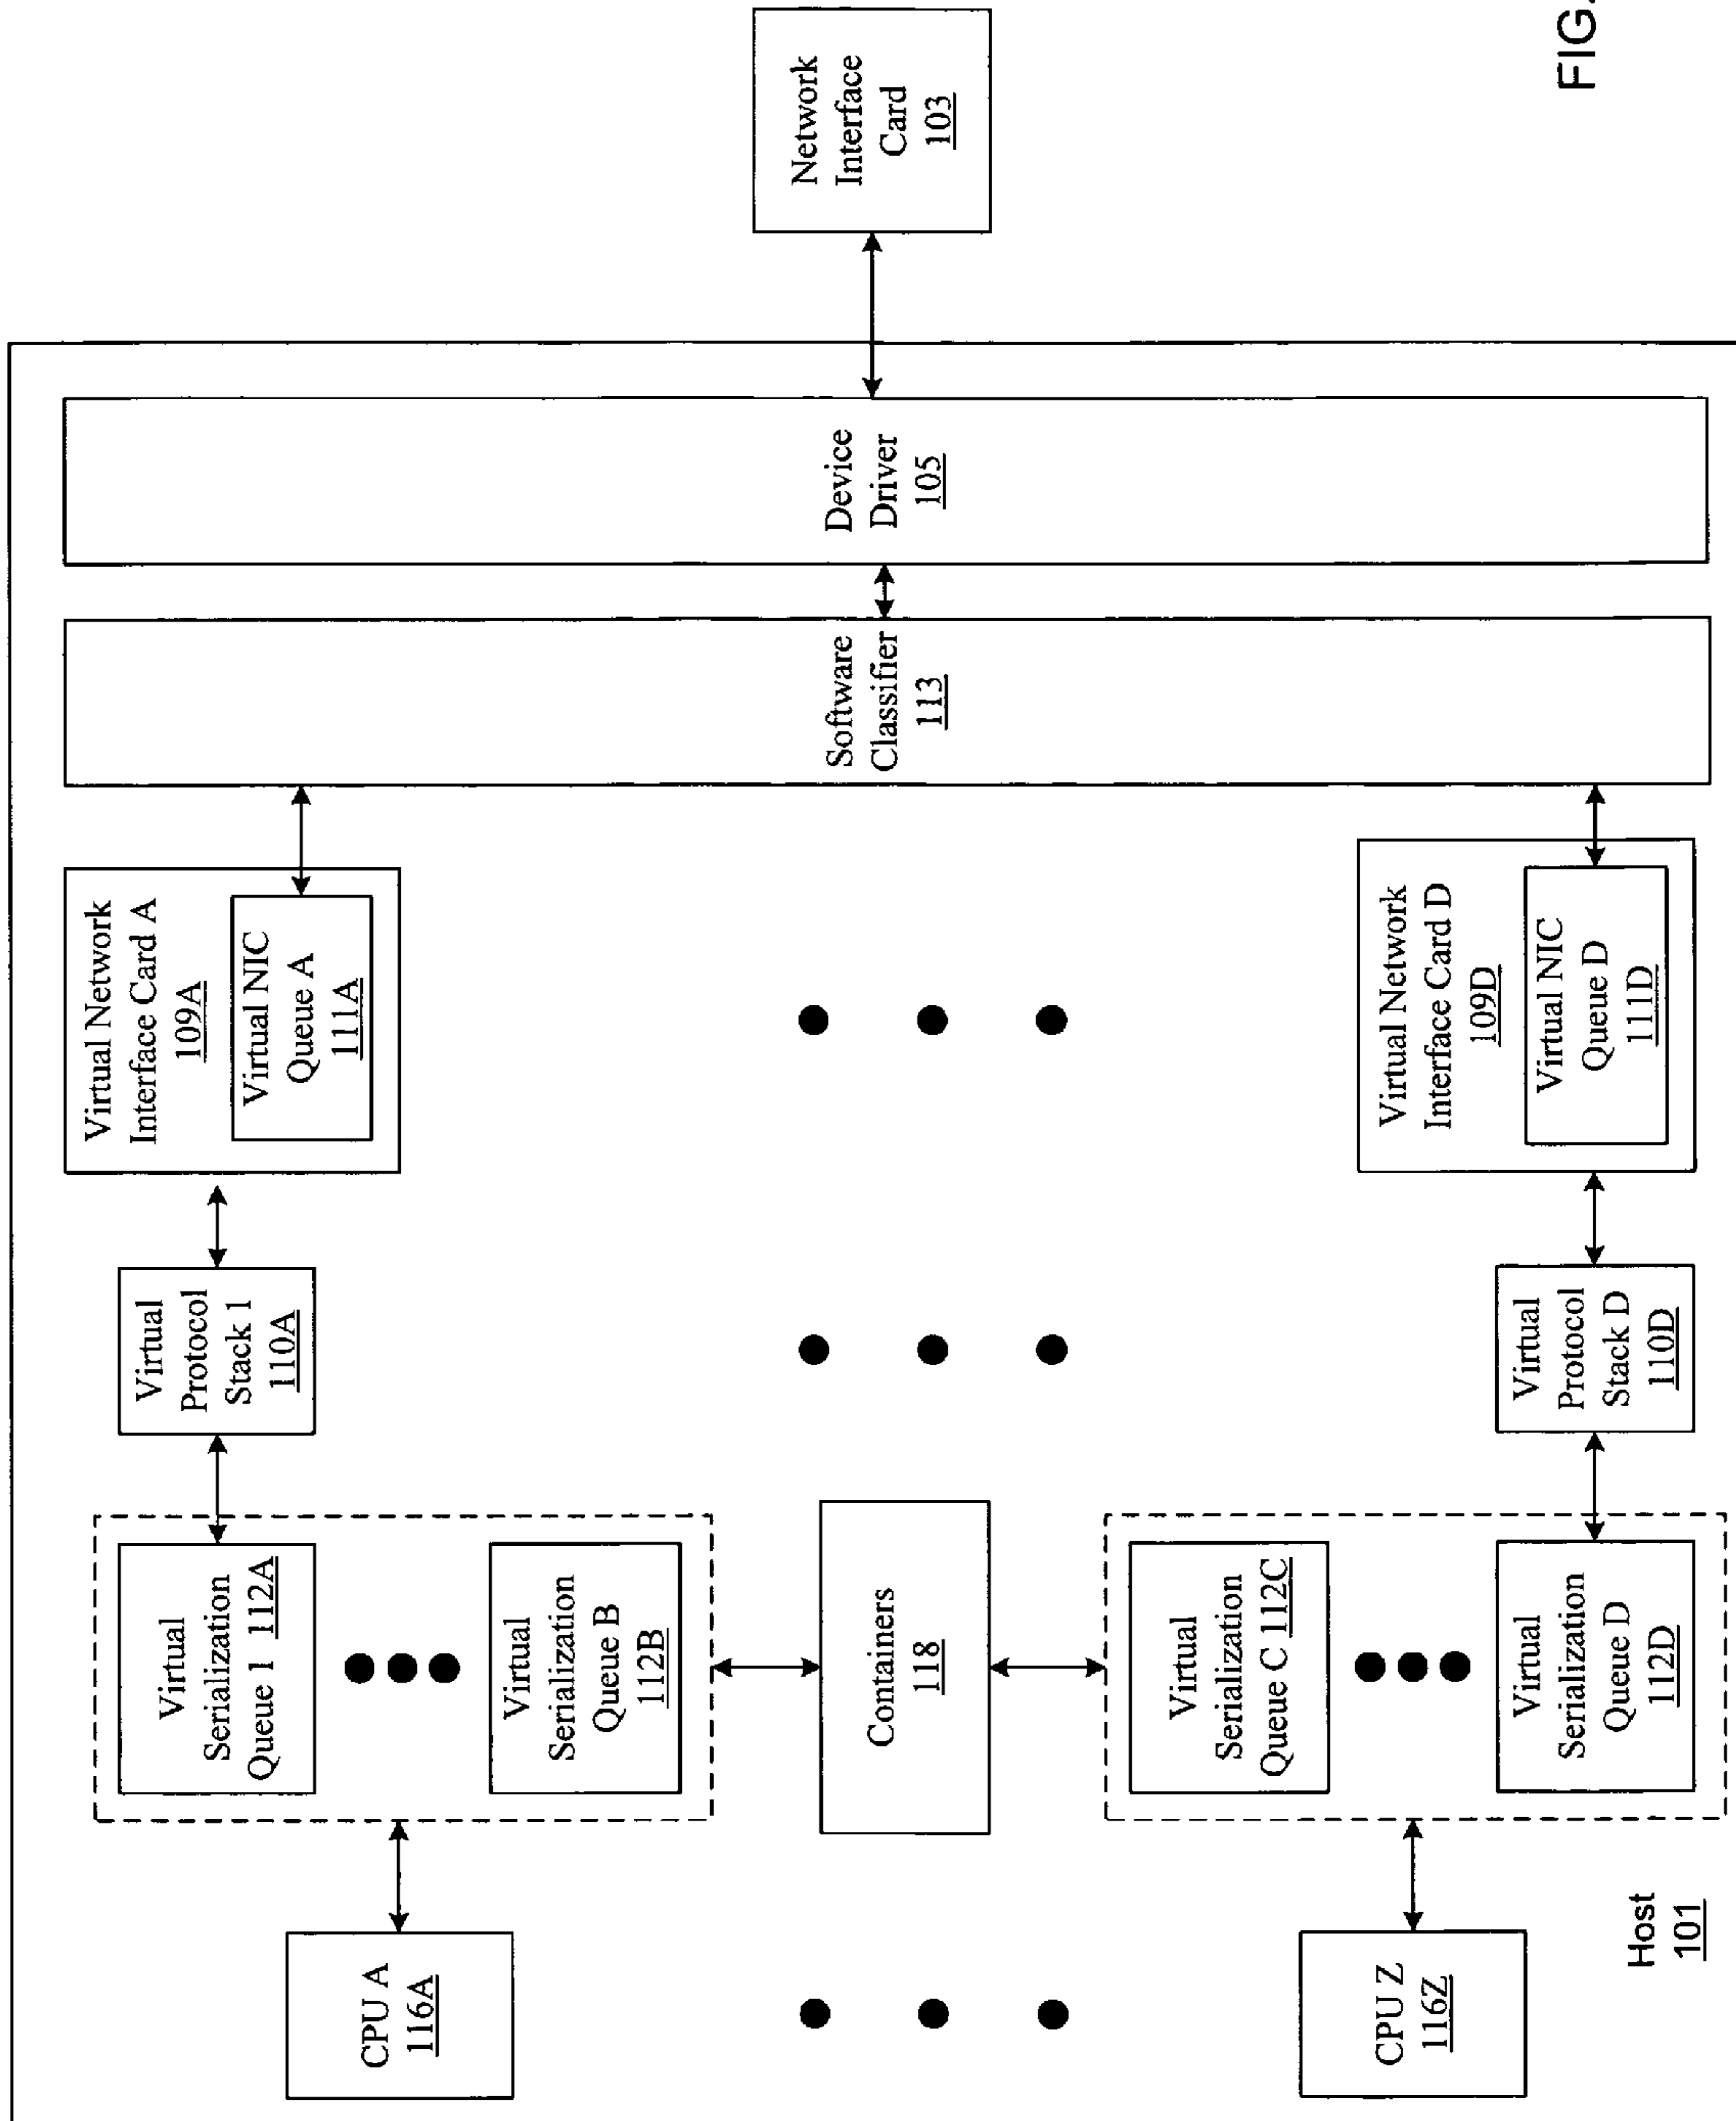 CPU A
116A
CPU Z
116Z
Host
101
Virtual
Serialization
Queue 1 112A
Virtual
Serialization
Queue B
112B
Containers
118
Virtual
Serialization
Queue C 112C
Virtual
Serialization
Queue D
112D
Virtual
Protocol
Stack 1
110A
Virtual
Protocol
Stack D
110D
Virtual Network
Interface Card A
109A
Virtual NIC
Queue A
111A
Virtual Network
Interface Card D
109D
Virtual NIC
Queue D
111D
Software
Classifier
113
Device
Driver
105
Network
Interface
Card
103
FIG.